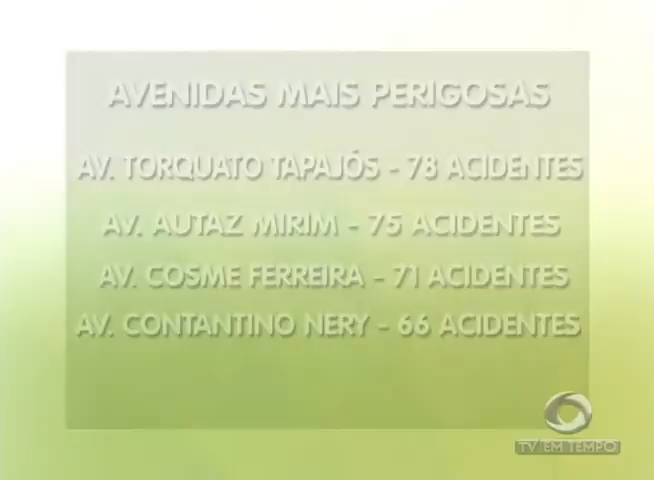 AVENIDAS MAIS PERIGOSAS
AV. TORQUATO TAPAJÓS - 78 ACIDENTES
AV. AUTAZ MIRIM - 75 ACIDENTES
AV. COSME FERREIRA - 71 ACIDENTES
AV. CONTANTINO NERY - 66 ACIDENTES
TV EM TEMPO